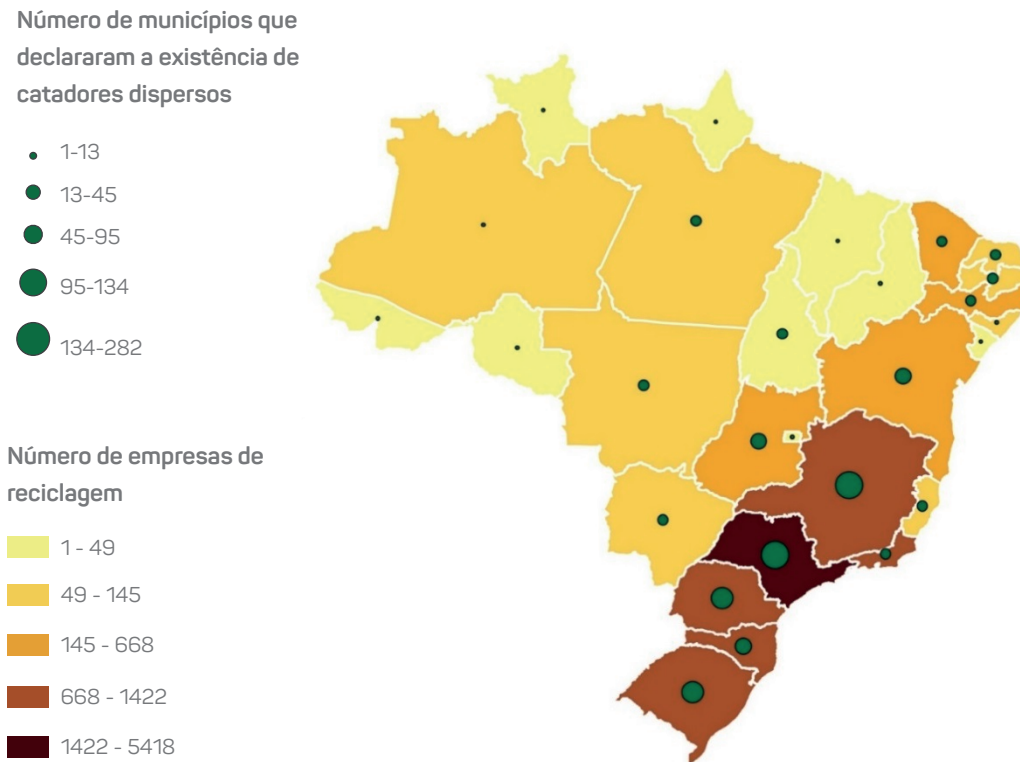 Número de municípios que
declararam a existência de
catadores dispersos
1-13
13-45
45-95
95-134
134-282
Número de empresas de
reciclagem
1 - 49
49 - 145
145 - 668
668 - 1422
1422 - 5418